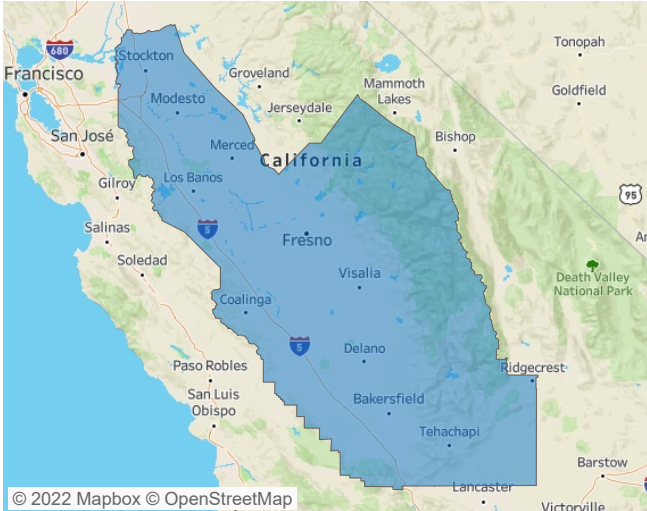 680
Stockton
Tonopah
Francisco
Groveland
Mammoth
Lakes
Goldfield
Modesto
Jerseydale
San José
Merced
California
Bishop
Gilroy
Los Banos
95
Salinas
5
Fresno
Soledad
Visalia
Death Valley
National Park
Coalinga
5
Delano
Paso Robles
Ridgecrest
San Luis
Obispo
Bakersfield
Tehachapi
Barstow
Lancaster
Victorville
© 2022 Mapbox © OpenStreetMap